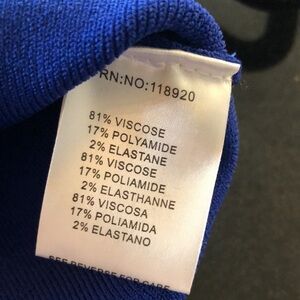 RN:NO:118920
81% VISCOSE
17% POLYAMIDE
2% ELASTANE
81% VISCOSE
17% POLIAMIDE
2% ELASTHANNE
81% VISCOSA
17% POLIAMIDA
2% ELASTANO
SEE REVERSE FOR CARE